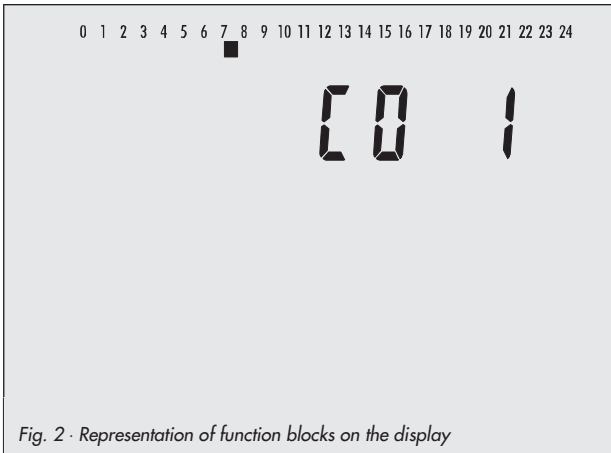 0 1 2 3 4 5 6 7 8 9 10 11 12 13 14 15 16 17 18 19 20 21 22 23 24
CO 1
Fig. 2 · Representation of function blocks on the display